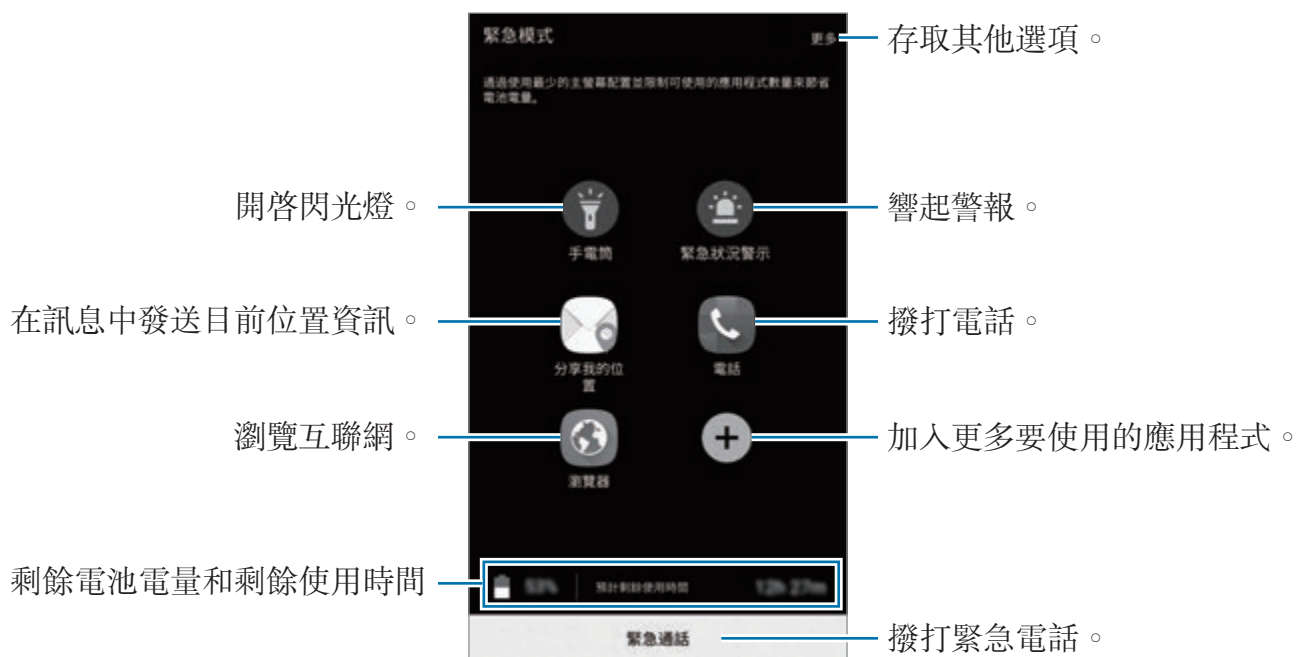 緊急模式
更多
存取其他選項。
通過使用最少的主螢幕配置並限制可使用的應用程式數量來節省
電池電量。
開啓閃光燈。
響起警報。
手電筒
緊急狀況警示
在訊息中發送目前位置資訊。
撥打電話。
分享我的位
置
電話
瀏覽互聯網。
加入更多要使用的應用程式。
瀏覽器
剩餘電池電量和剩餘使用時間
53%
預計剩餘使用時間
12h 27m
緊急通話
撥打緊急電話。